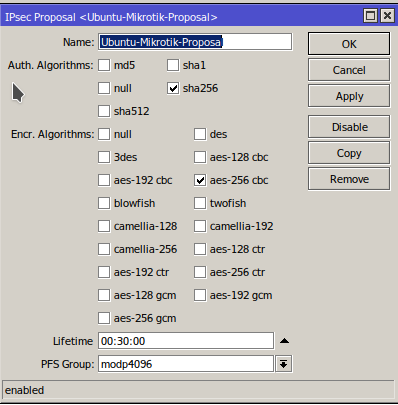 IPsec Proposal <Ubuntu-Mikrotik-Proposal>
Name: Ubuntu-Mikrotik-Proposal
OK
Auth. Algorithms: md5 sha1
Cancel
null sha256
Apply
sha512
Encr. Algorithms: null des
Disable
3des aes-128 cbc
Copy
aes-192 cbc aes-256 cbc
Remove
blowfish twofish
camellia-128 camellia-192
camellia-256 aes-128 ctr
aes-192 ctr aes-256 ctr
aes-128 gcm aes-192 gcm
aes-256 gcm
Lifetime 00:30:00
PFS Group: modp4096
enabled